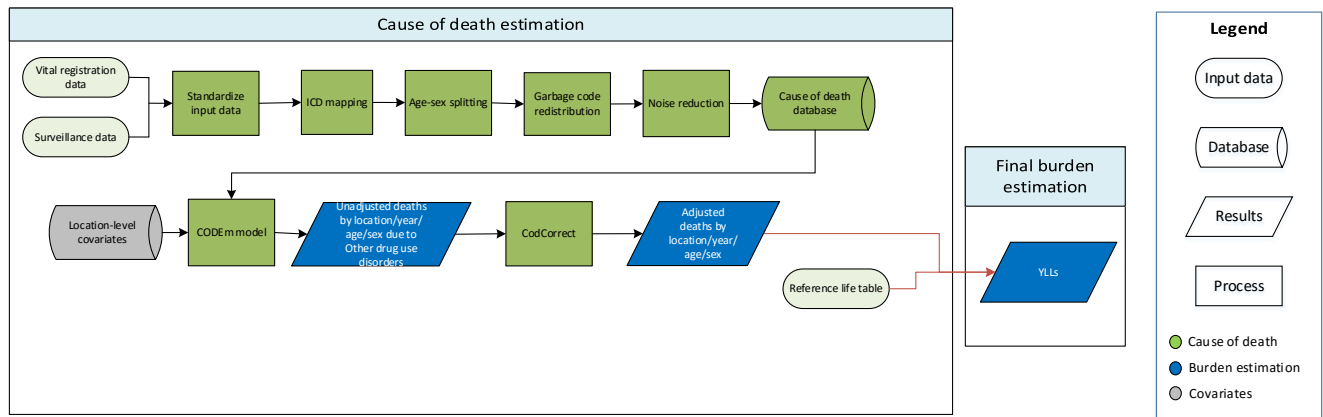 Cause of death estimation
Vital registration
data
Surveillance data
Standardize
input data
ICD mapping
Age-sex splitting
Garbage code
redistribution
Noise reduction
Cause of death
database
Location-level
covariates
CODEm model
Unadjusted deaths
by location/year/
age/sex due to
Other drug use
disorders
CodCorrect
Adjusted
deaths by
location/year/
age/sex
Reference life table
Final burden
estimation
YLLs
Legend
Input data
Database
Results
Process
Cause of death
Burden estimation
Covariates